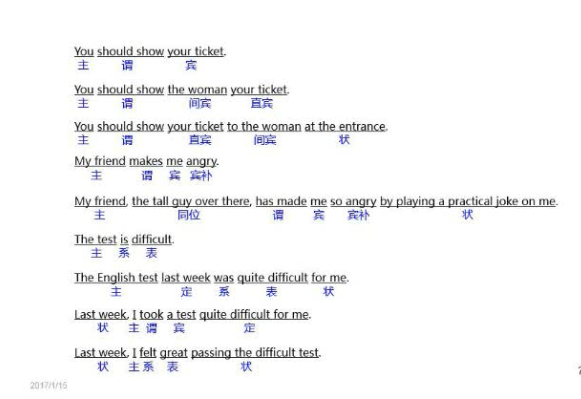 You should show your ticket.
主 谓 宾
You should show the woman your ticket.
主 谓 间宾 直宾
You should show your ticket to the woman at the entrance.
主 谓 直宾 间宾 状
My friend makes me angry.
主 谓 宾 宾补
My friend, the tall guy over there, has made me so angry by playing a practical joke on me.
主 同位 谓 宾 宾补 状
The test is difficult.
主 系 表
The English test last week was quite difficult for me.
主 定 系 表 状
Last week, I took a test quite difficult for me.
状 主 谓 宾 定
Last week, I felt great passing the difficult test.
状 主 系 表 状
2017/1/15